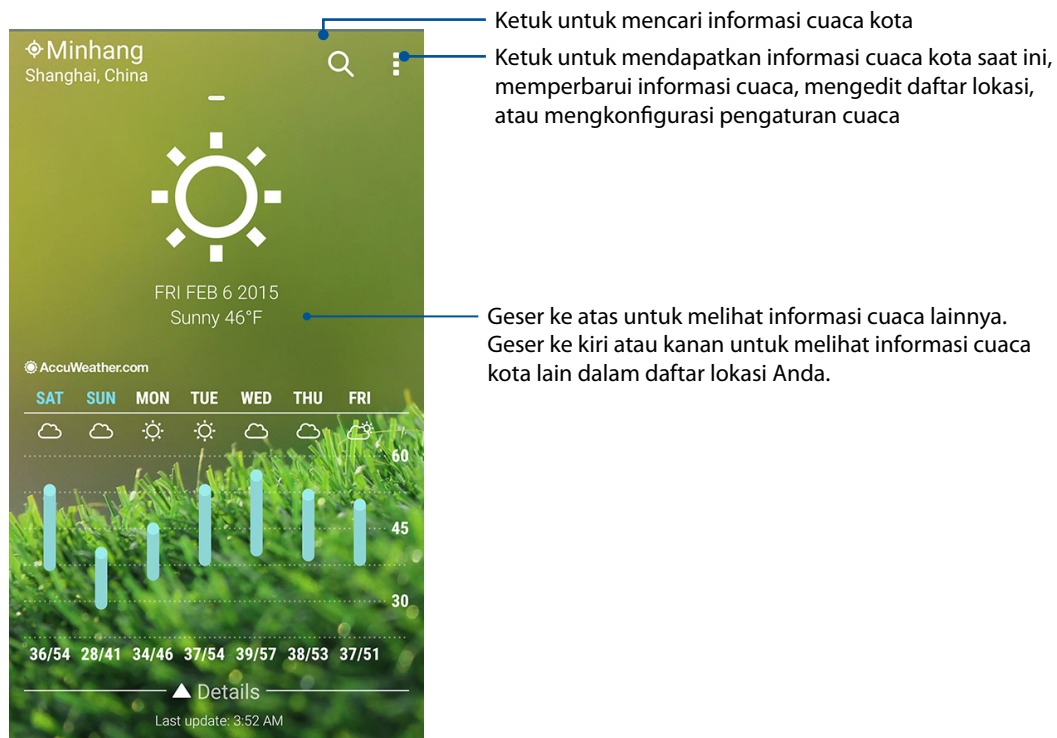 Ketuk untuk mencari informasi cuaca kota
Ketuk untuk mendapatkan informasi cuaca kota saat ini,
memperbarui informasi cuaca, mengedit daftar lokasi,
atau mengkonfigurasi pengaturan cuaca
Minhang
Shanghai, China
FRI FEB 6 2015
Sunny 46°F
Geser ke atas untuk melihat informasi cuaca lainnya.
Geser ke kiri atau kanan untuk melihat informasi cuaca
kota lain dalam daftar lokasi Anda.
AccuWeather.com
SAT SUN MON TUE WED THU FRI
60
45
30
36/54 28/41 34/46 37/54 39/57 38/53 37/51
Details
Last update: 3:52 AM